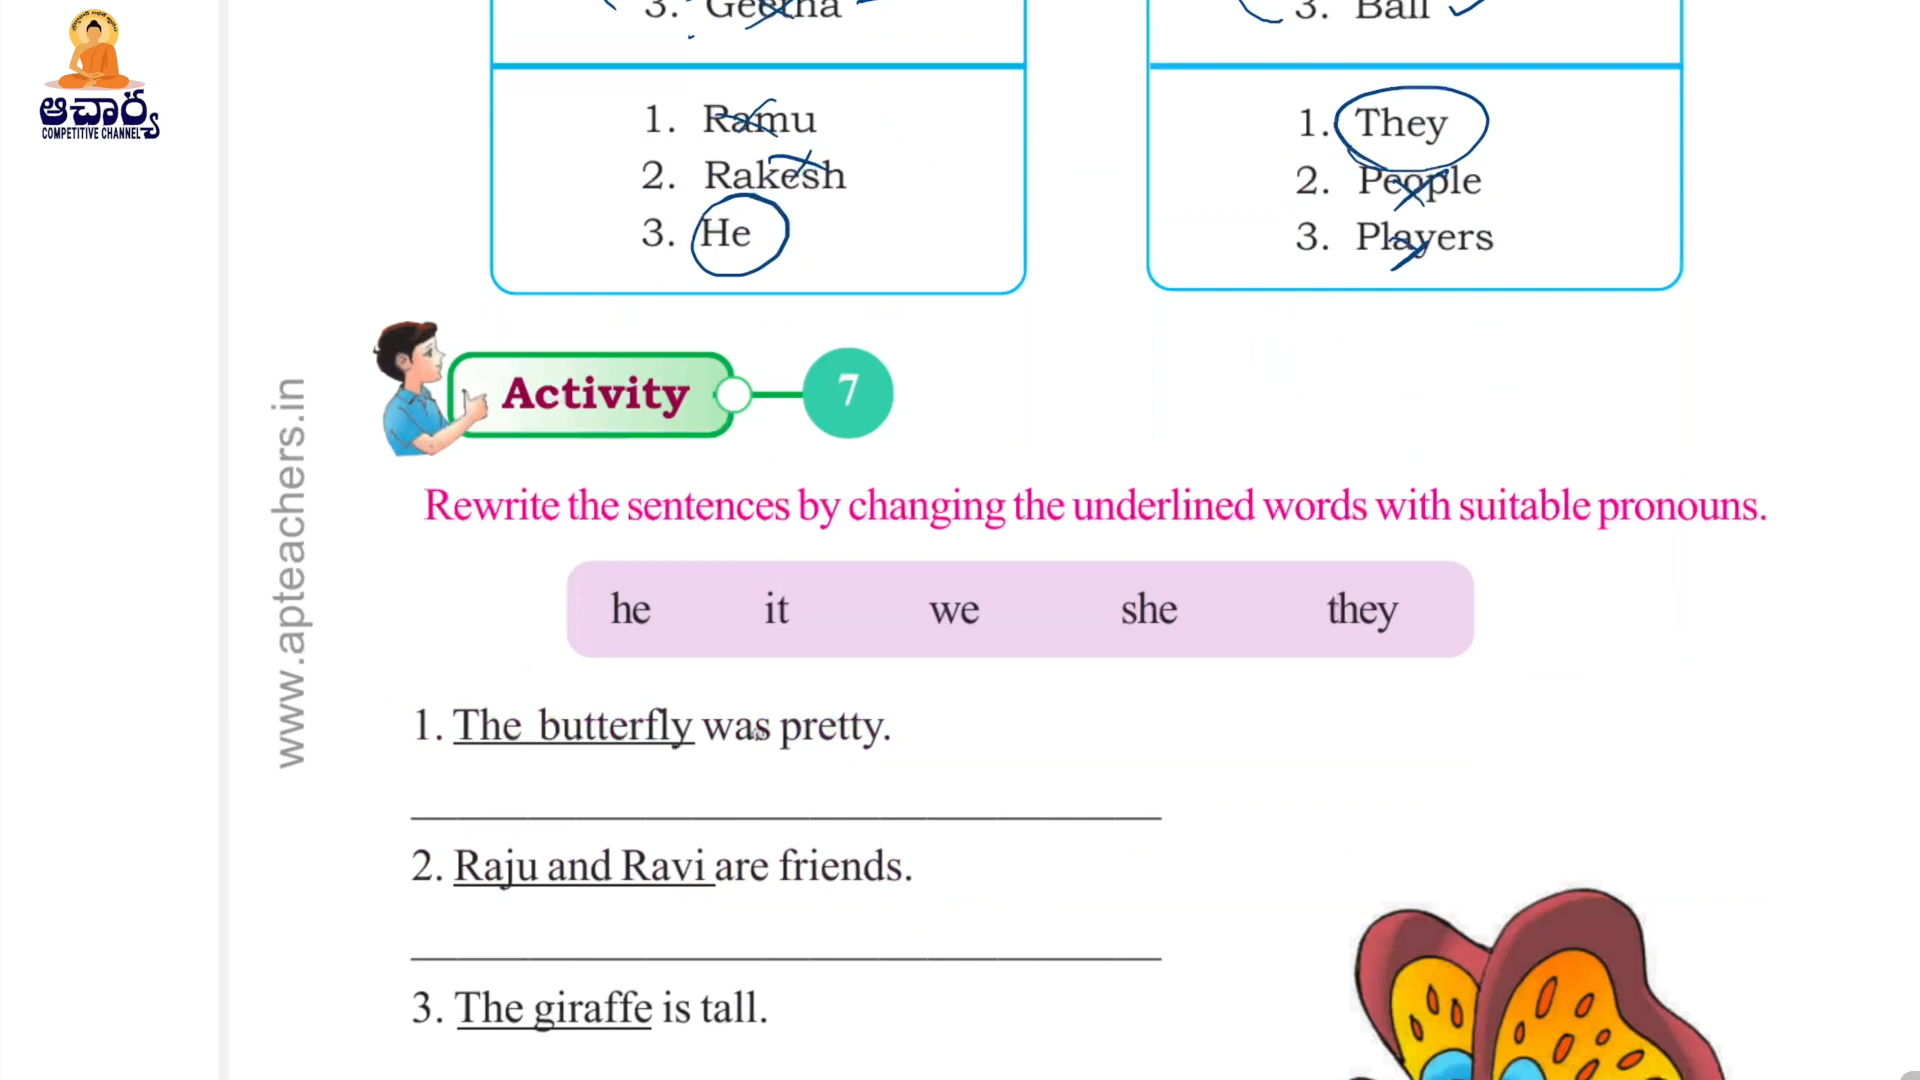 ఆచార్య
COMPETITIVE CHANNEL
3. Geetha
3. Ball
1. Ramu
2. Rakesh
3. He
1. They
2. People
3. Players
www.apteachers.in
Activity 7
Rewrite the sentences by changing the underlined words with suitable pronouns.
he it we she they
1. The butterfly was pretty.
2. Raju and Ravi are friends.
3. The giraffe is tall.